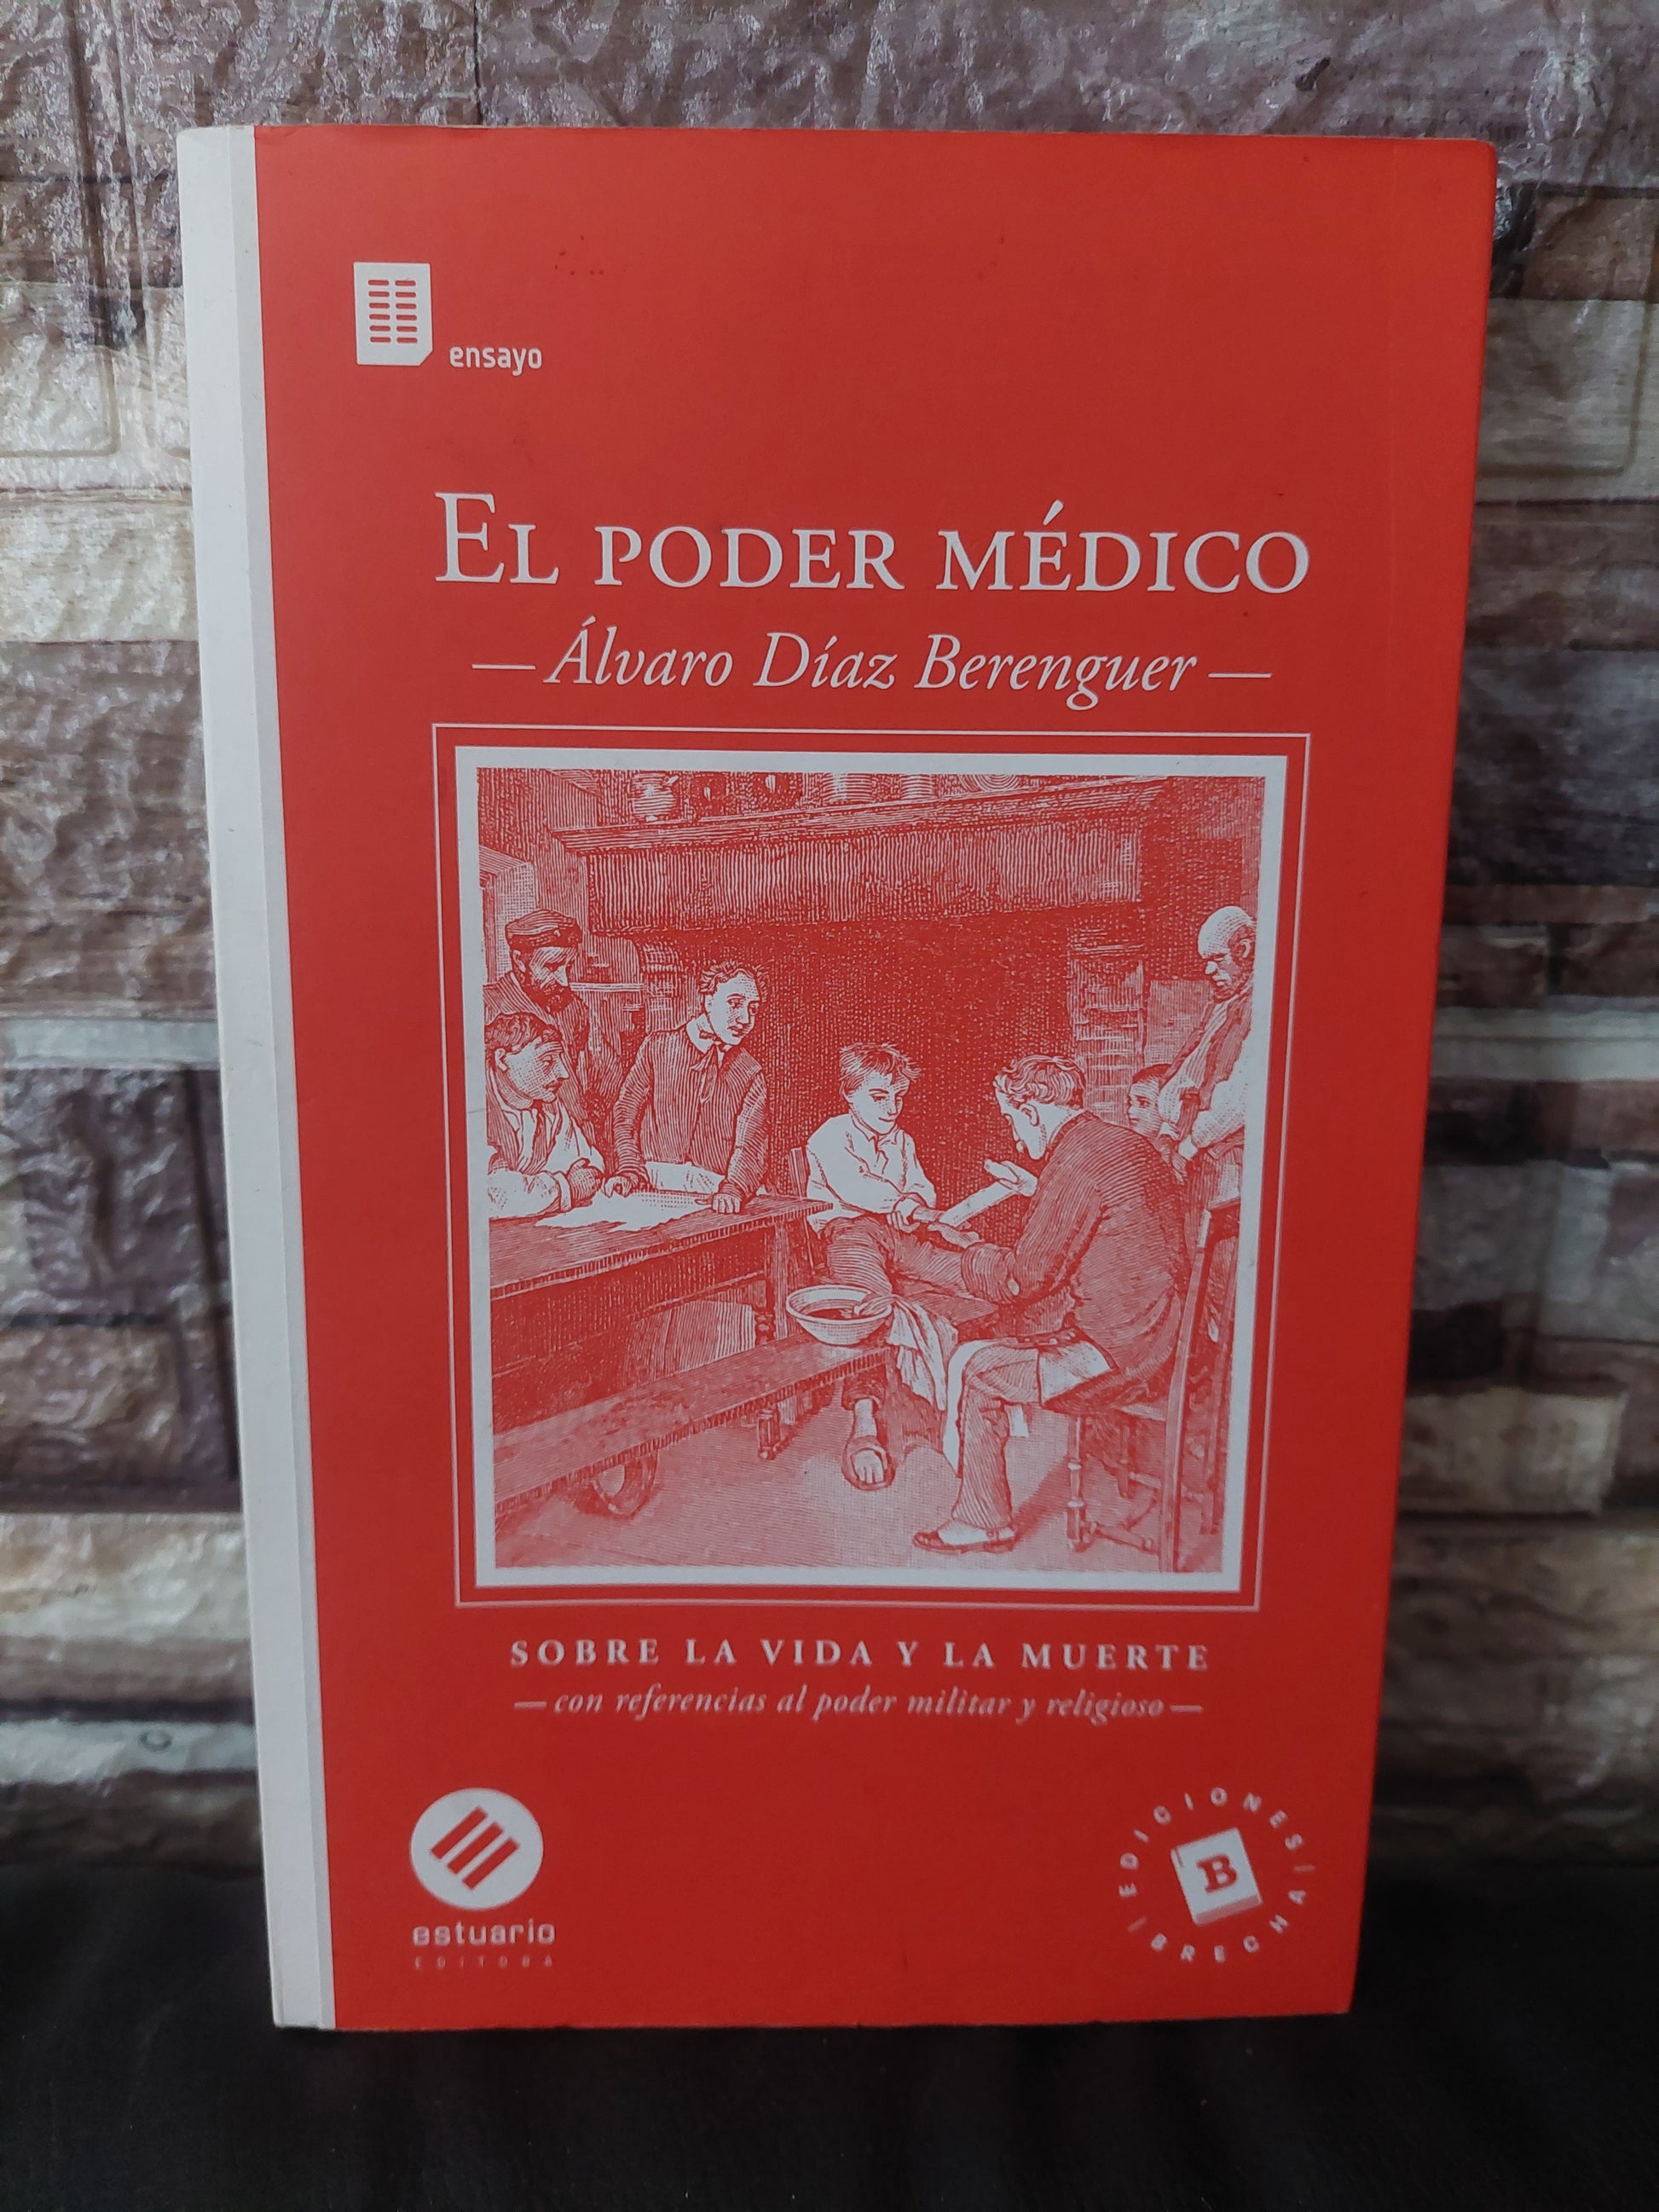 ensayo
EL PODER MÉDICO
—Álvaro Díaz Berenguer—
SOBRE LA VIDA Y LA MUERTE
—con referencias al poder militar y religioso—
estuario
EDITORA
EDICIONES
B
BRECHA